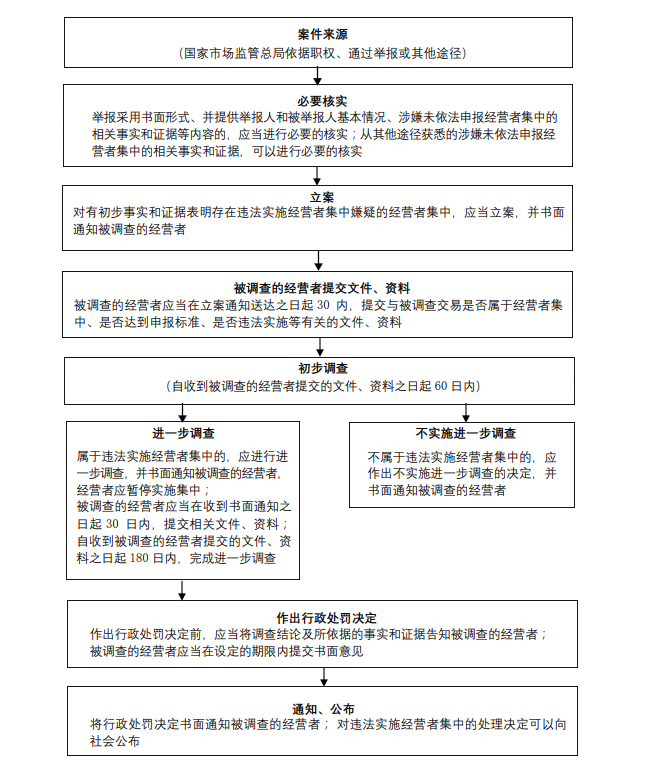 案件来源
（国家市场监管总局依据职权、通过举报或其他途径）
必要核实
举报采用书面形式、并提供举报人和被举报人基本情况、涉嫌未依法申报经营者集中的
相关事实和证据等内容的，应当进行必要的核实；从其他途径获悉的涉嫌未依法申报经
营者集中的相关事实和证据，可以进行必要的核实
立案
对有初步事实和证据表明存在违法实施经营者集中嫌疑的经营者集中，应当立案，并书面
通知被调查的经营者
被调查的经营者提交文件、资料
被调查的经营者应当在立案通知送达之日起 30 内，提交与被调查交易是否属于经营者集
中、是否达到申报标准、是否违法实施等有关的文件、资料
初步调查
（自收到被调查的经营者提交的文件、资料之日起 60 日内）
进一步调查
属于违法实施经营者集中的，应进行进
一步调查，并书面通知被调查的经营者，
经营者应暂停实施集中；
被调查的经营者应当在收到书面通知之
日起 30 日内，提交相关文件、资料；
自收到被调查的经营者提交的文件、资
料之日起 180 日内，完成进一步调查
不实施进一步调查
不属于违法实施经营者集中的，应
作出不实施进一步调查的决定，并
书面通知被调查的经营者
作出行政处罚决定
作出行政处罚决定前，应当将调查结论及所依据的事实和证据告知被调查的经营者；
被调查的经营者应当在设定的期限内提交书面意见
通知、公布
将行政处罚决定书面通知被调查的经营者；对违法实施经营者集中的处理决定可以向
社会公布